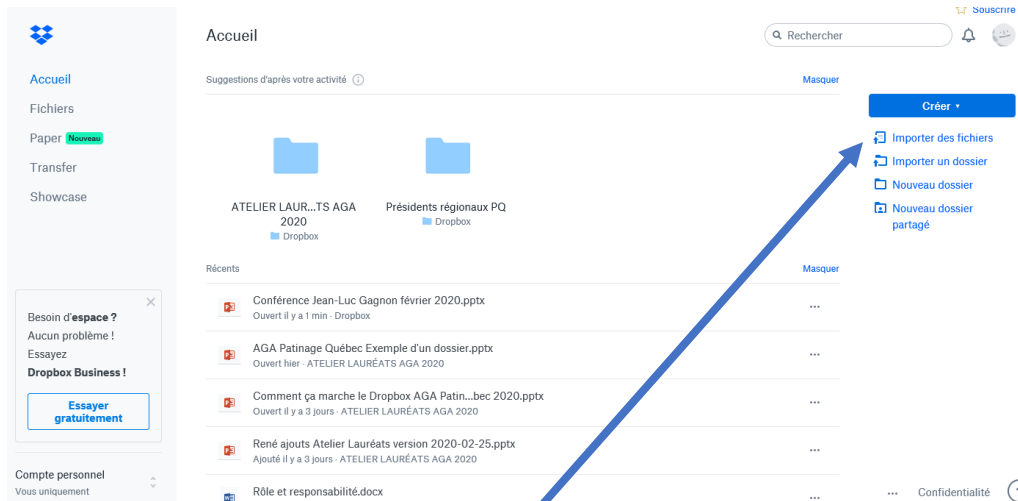 Souscrire
Accueil
Rechercher
Accueil
Fichiers
Paper Nouveau
Transfer
Showcase
Suggestions d'après votre activité
Masquer
ATELIER LAUR...TS AGA
2020
Dropbox
Présidents régionaux PQ
Dropbox
Créer
Importer des fichiers
Importer un dossier
Nouveau dossier
Nouveau dossier
partagé
Récents
Masquer
Conférence Jean-Luc Gagnon février 2020.pptx
Ouvert il y a 1 min · Dropbox
AGA Patinage Québec Exemple d'un dossier.pptx
Ouvert hier · ATELIER LAURÉATS AGA 2020
Comment ça marche le Dropbox AGA Patin...bec 2020.pptx
Ouvert il y a 3 jours · ATELIER LAURÉATS AGA 2020
René ajouts Atelier Lauréats version 2020-02-25.pptx
Ajouté il y a 3 jours · ATELIER LAURÉATS AGA 2020
Rôle et responsabilité.docx
Besoin d'espace ?
Aucun problème !
Essayez
Dropbox Business !
Essayer
gratuitement
Compte personnel
Vous uniquement
Confidentialité